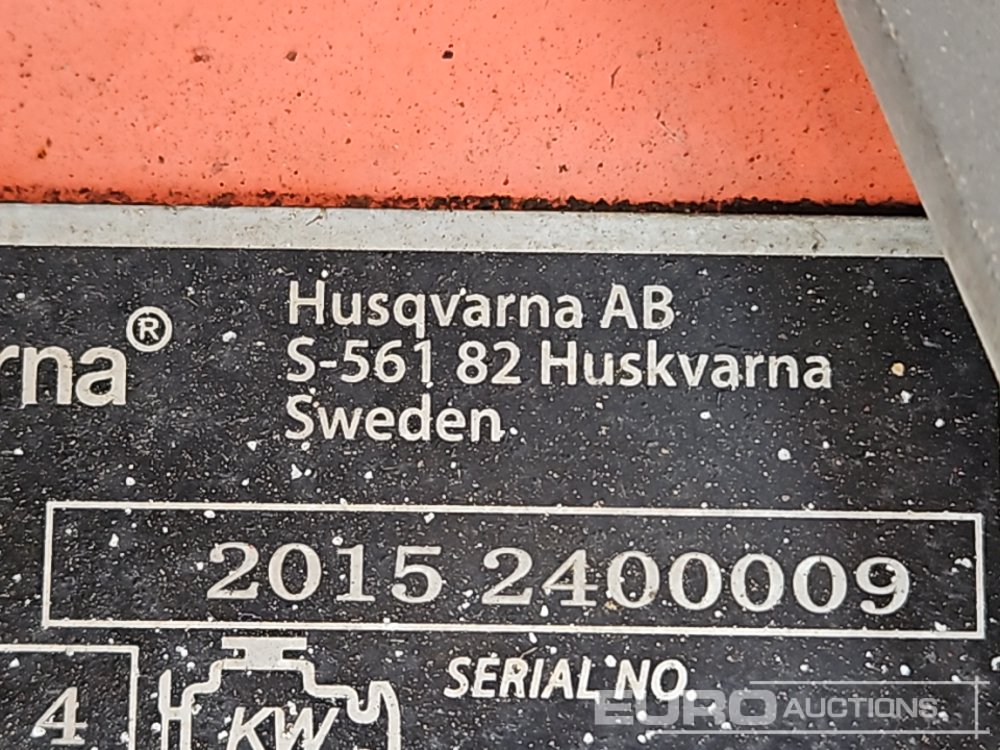 Husqvarna AB
S-561 82 Huskvarna
Sweden
rna®
2015 2400009
SERIAL NO.
4
KW
EURO AUCTIONS